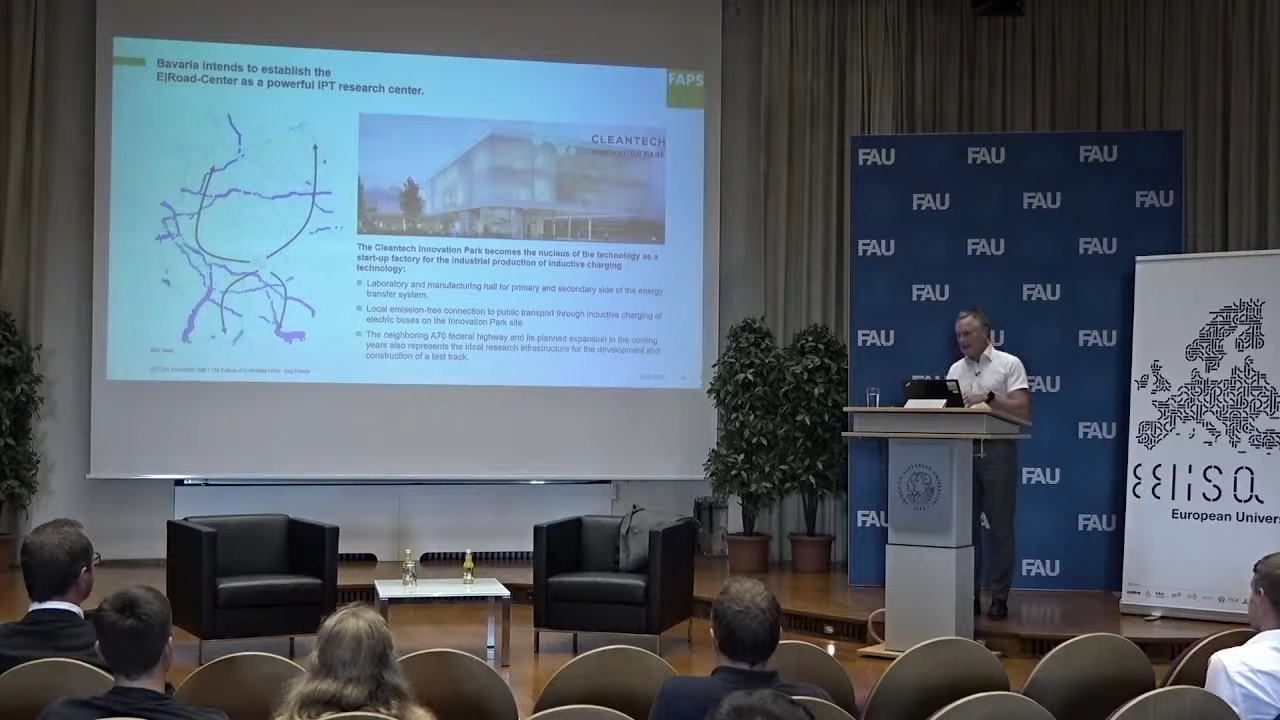 Bavaria intends to establish the
E|Road-Center as a powerful IPT research center.
FAPS
CLEANTECH
INNOVATION PARK
The Cleantech Innovation Park becomes the nucleus of the technology as a
start-up factory for the industrial production of inductive charging
technology:
Laboratory and manufacturing hall for primary and secondary side of the energy
transfer system.
Local emission-free connection to public transport through inductive charging of
electric buses on the Innovation Park site
The neighboring A70 federal highway and its planned expansion in the coming
years also represents the ideal research infrastructure for the development and
construction of a test track.
FAU FAU FAU
FAU FAU FAU
FAU FAU FAU
FAU FAU
FAU FAU
FAU
FAU
FAU
FAU FAU
FAU
EELISA
European Univers